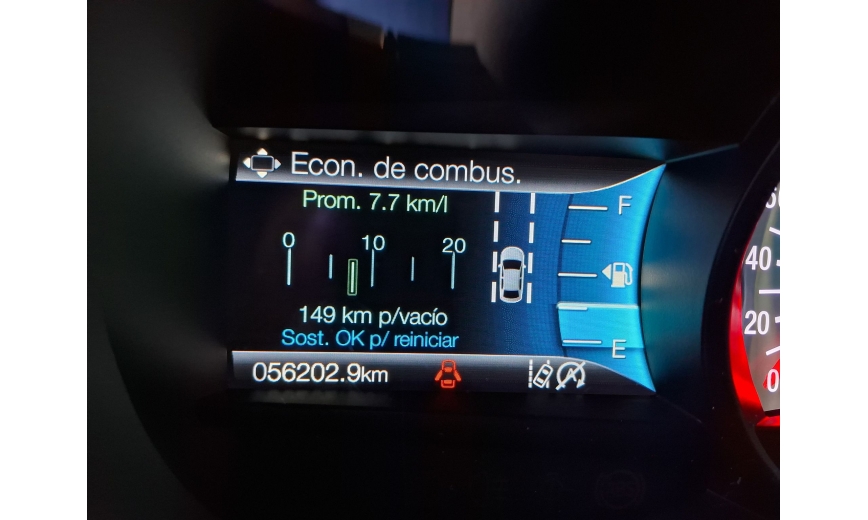 Econ. de combus.
Prom. 7.7 km/l
F
0 10 20
149 km p/vacío
Sost. OK p/ reiniciar
E
056202.9km
40
20
0